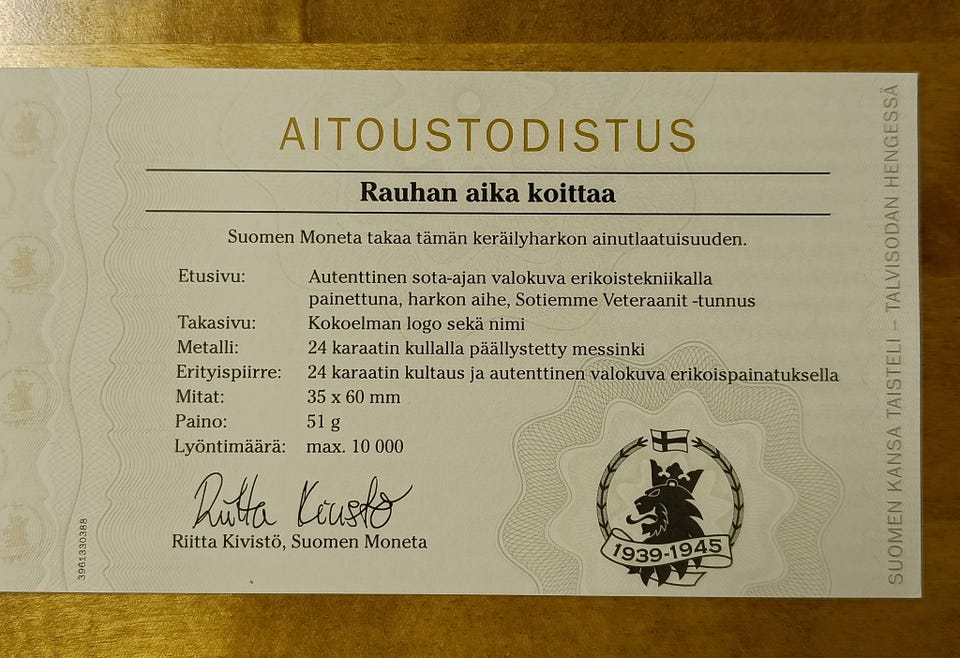 AITOUSTODISTUS
Rauhan aika koittaa
Suomen Moneta takaa tämän keräilyharkon ainutlaatuisuuden.
Etusivu: Autenttinen sota-ajan valokuva erikoistekniikalla
painettuna, harkon aihe, Sotiemme Veteraanit -tunnus
Takasivu: Kokoelman logo sekä nimi
Metalli: 24 karaatin kullalla päällystetty messinki
Erityispiirre: 24 karaatin kultaus ja autenttinen valokuva erikoispainatuksella
Mitat: 35 x 60 mm
Paino: 51 g
Lyöntimäärä: max. 10 000
Riitta Kivistö
Riitta Kivistö, Suomen Moneta
1939-1945
3961330388
SUOMEN KANSA TAISTELI – TALVISODAN HENGESSÄ